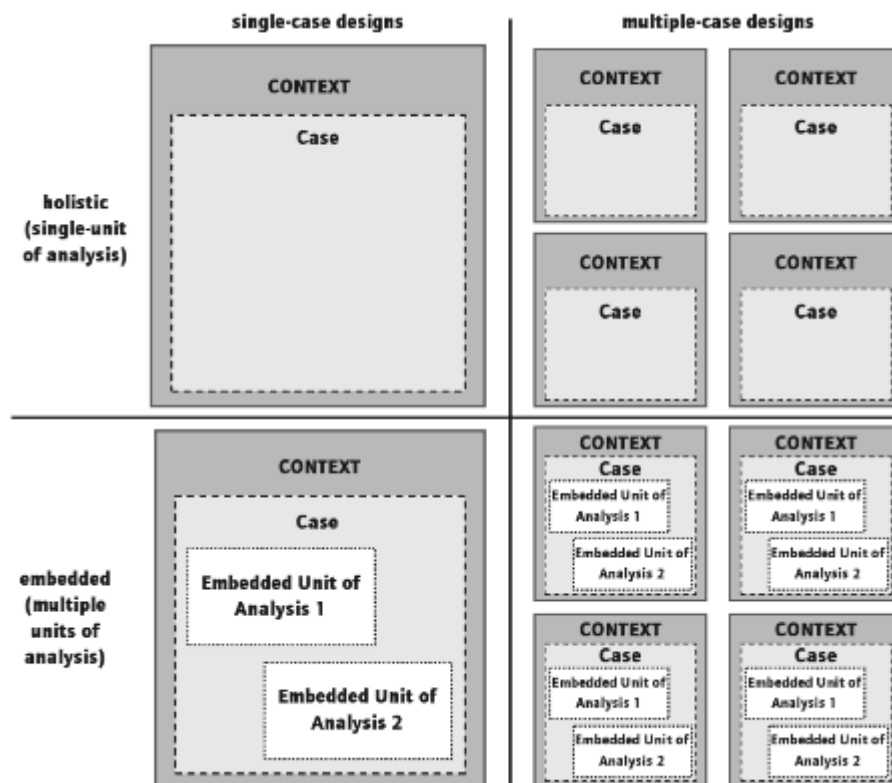 single-case designs
multiple-case designs
holistic
(single-unit
of analysis)
CONTEXT
Case
CONTEXT
Case
CONTEXT
Case
CONTEXT
Case
CONTEXT
Case
embedded
(multiple
units of
analysis)
CONTEXT
Case
Embedded Unit of
Analysis 1
Embedded Unit of
Analysis 2
CONTEXT
Case
Embedded Unit of
Analysis 1
Embedded Unit of
Analysis 2
CONTEXT
Case
Embedded Unit of
Analysis 1
Embedded Unit of
Analysis 2
CONTEXT
Case
Embedded Unit of
Analysis 1
Embedded Unit of
Analysis 2
CONTEXT
Case
Embedded Unit of
Analysis 1
Embedded Unit of
Analysis 2